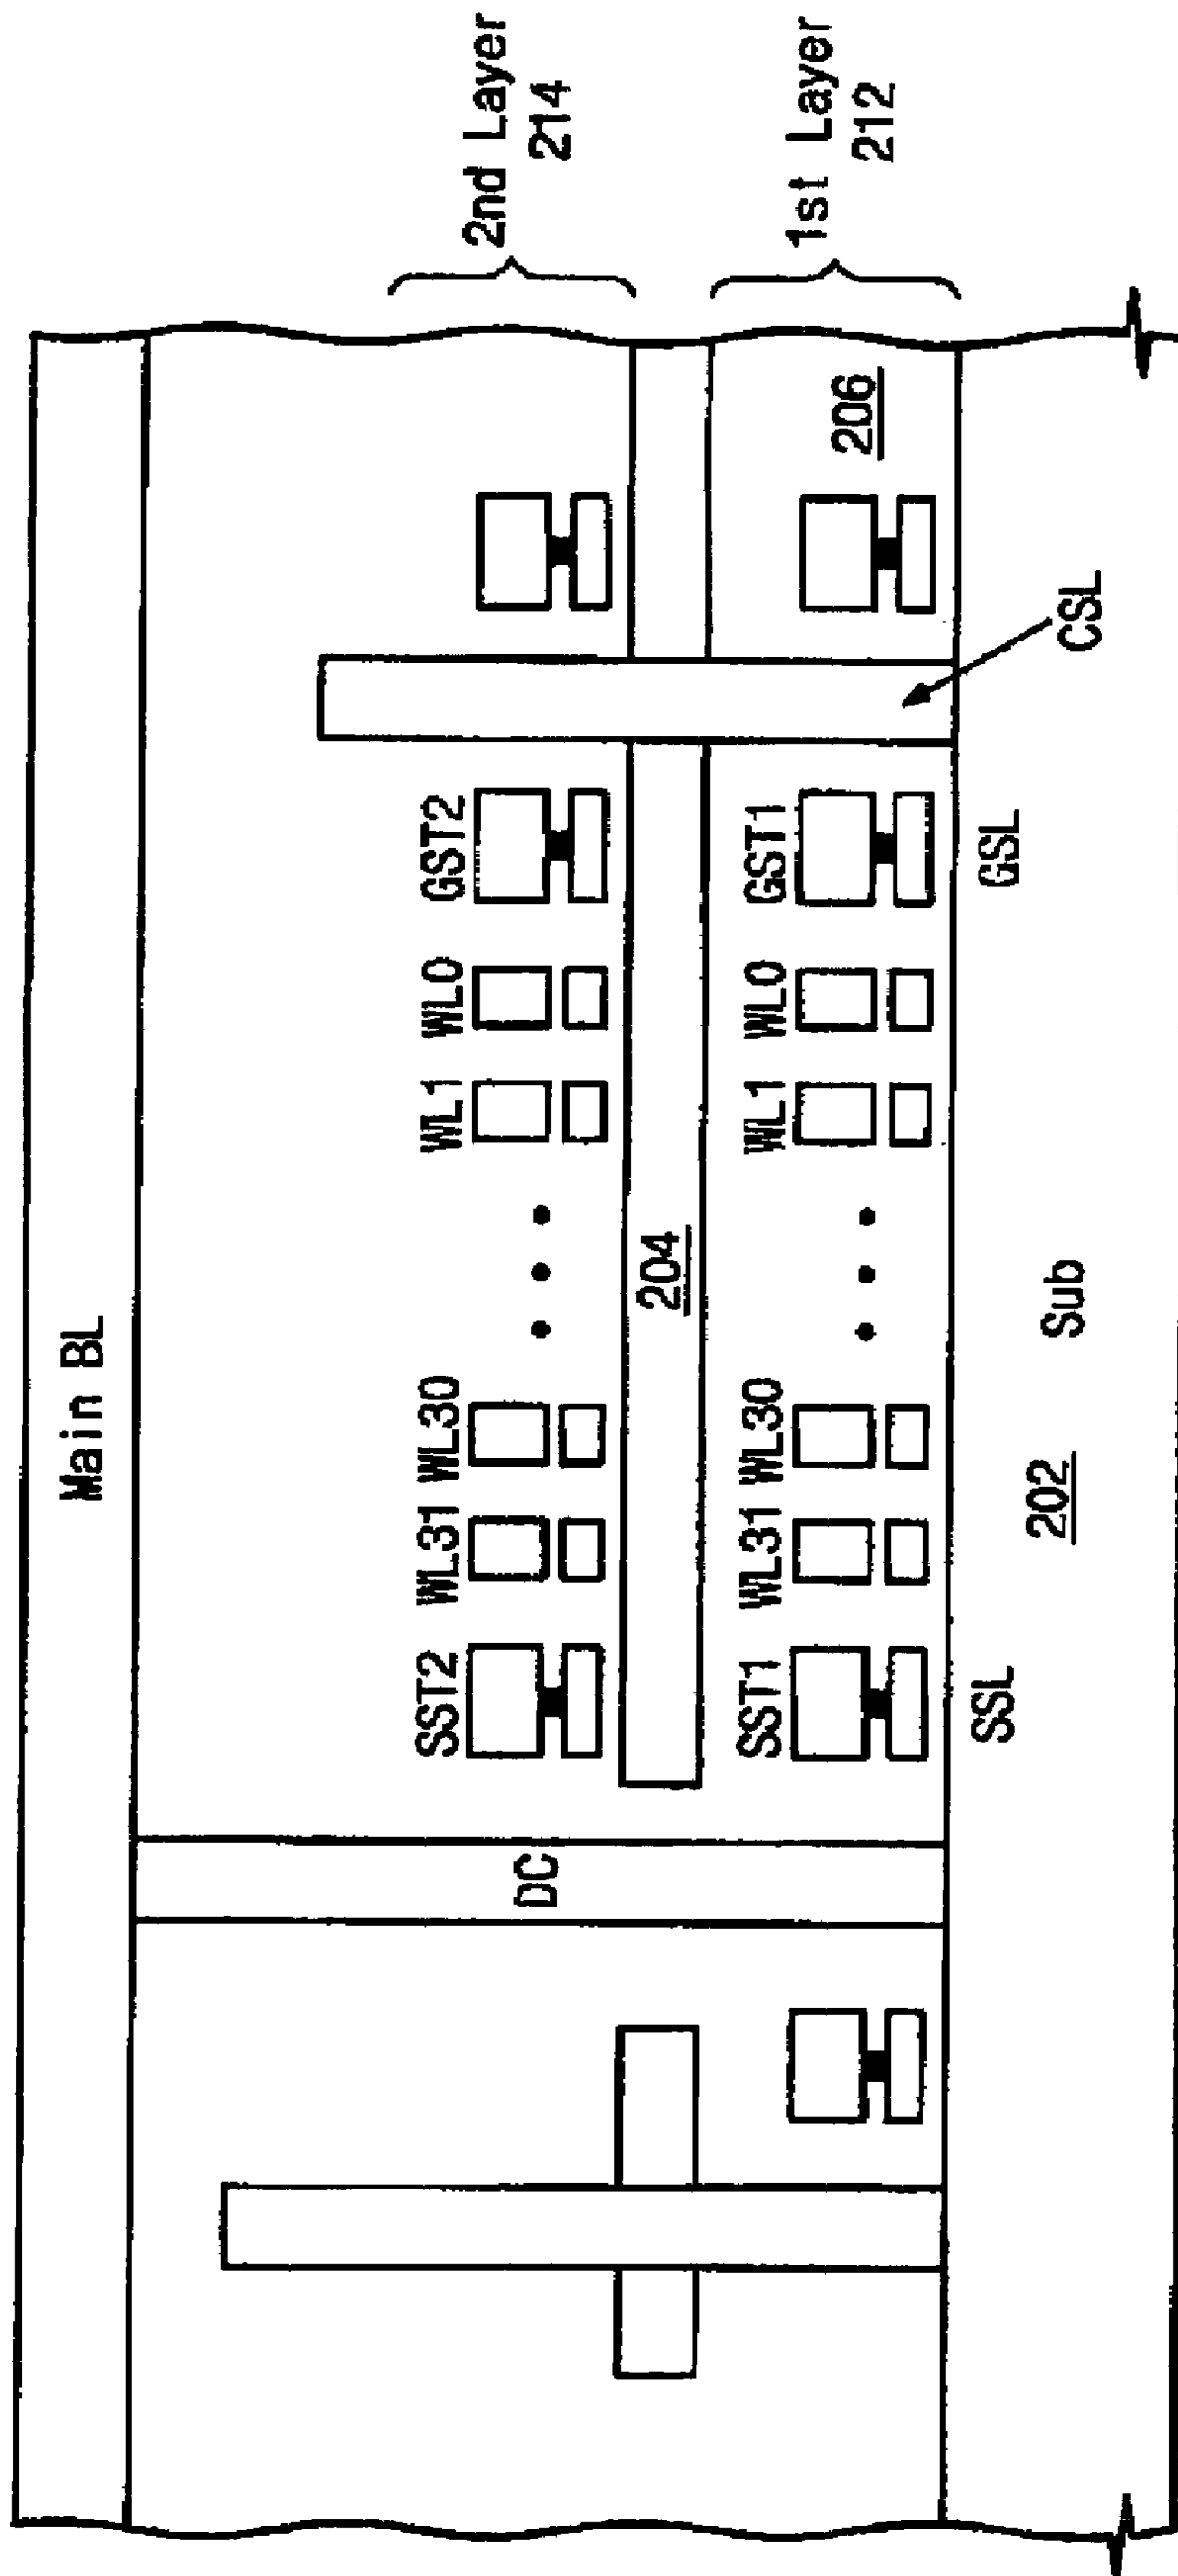 Main BL
2nd Layer
214
SST2 WL31 WL30 • • • WL1 WL0 GST2
DC
204
1st Layer
212
SST1 WL31 WL30 • • • WL1 WL0 GST1
206
SSL
GSL
CSL
202
Sub